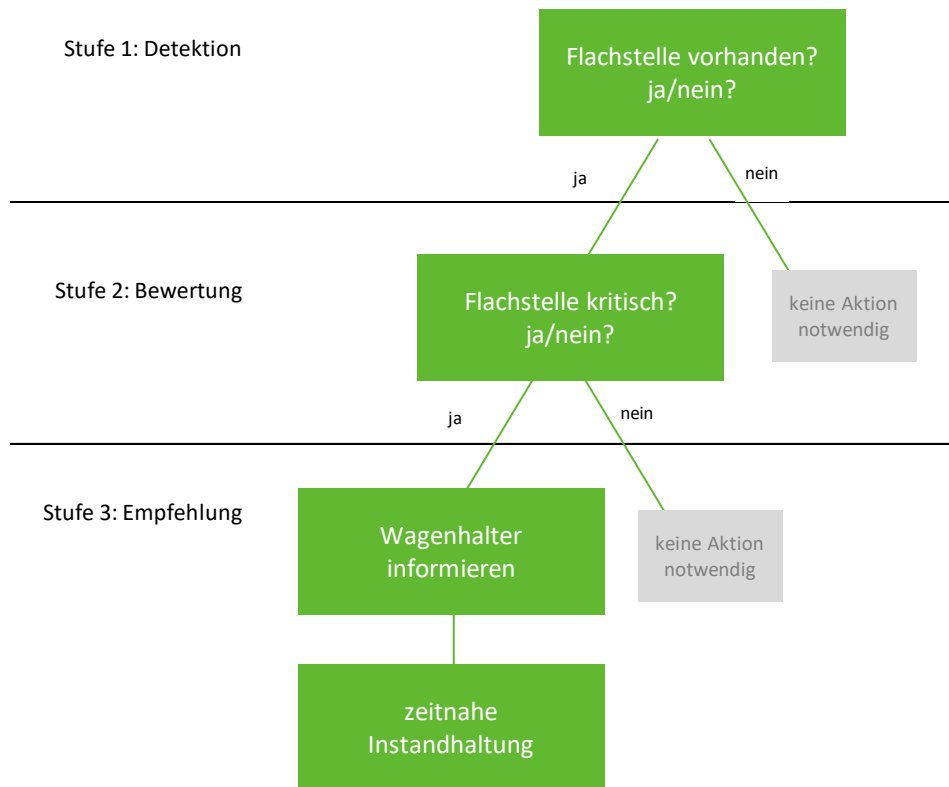 Stufe 1: Detektion
Flachstelle vorhanden?
ja/nein?
ja
nein
Stufe 2: Bewertung
Flachstelle kritisch?
ja/nein?
keine Aktion
notwendig
ja
nein
Stufe 3: Empfehlung
Wagenhalter
informieren
keine Aktion
notwendig
zeitnahe
Instandhaltung